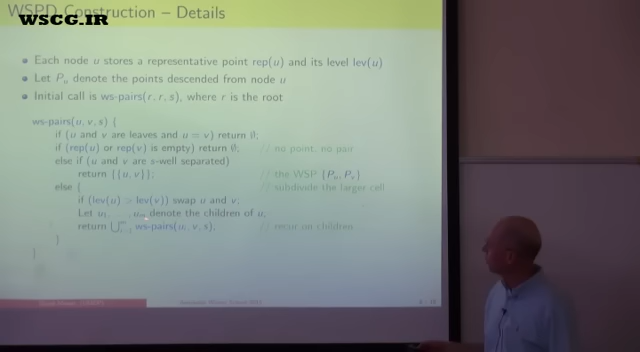 WSPD Construction – Details
WSCG.IR
Each node u stores a representative point rep(u) and its level lev(u)
Let Pᵤ denote the points descended from node u
Initial call is ws-pairs(r, r, s), where r is the root
ws-pairs(u, v, s) {
if (u and v are leaves and u = v) return ∅;
if (rep(u) or rep(v) is empty) return ∅; // no point, no pair
else if (u and v are s-well separated)
return {{u, v}}; // the WSP {Pᵤ, Pᵥ}
else { // subdivide the larger cell
if (lev(u) > lev(v)) swap u and v;
Let u₁, uₘ denote the children of u;
return ⋃ ws-pairs(uᵢ, v, s); // recur on children
}
}